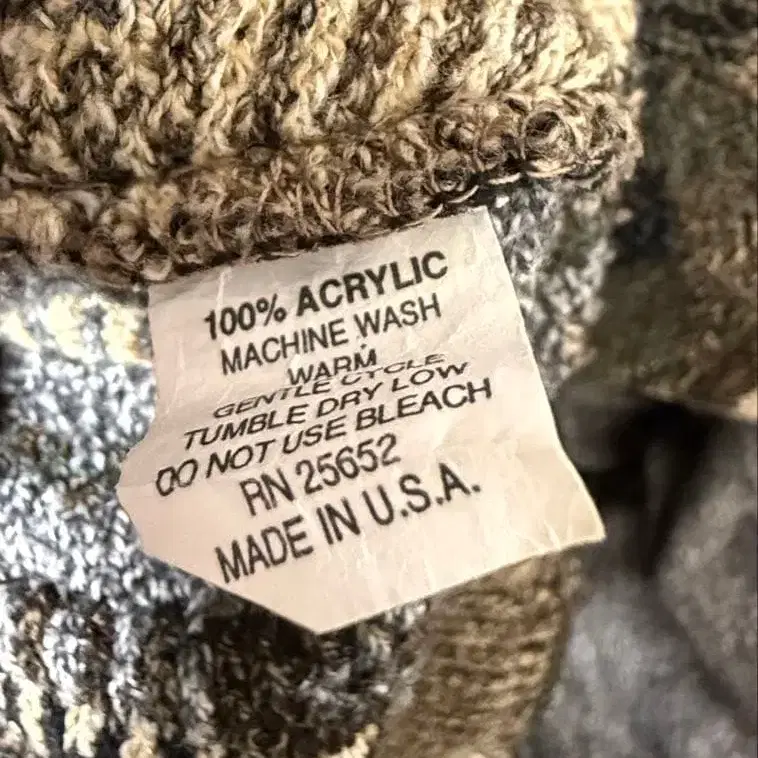 100% ACRYLIC
MACHINE WASH
WARM
GENTLE CYCLE
TUMBLE DRY LOW
DO NOT USE BLEACH
RN 25652
MADE IN U.S.A.